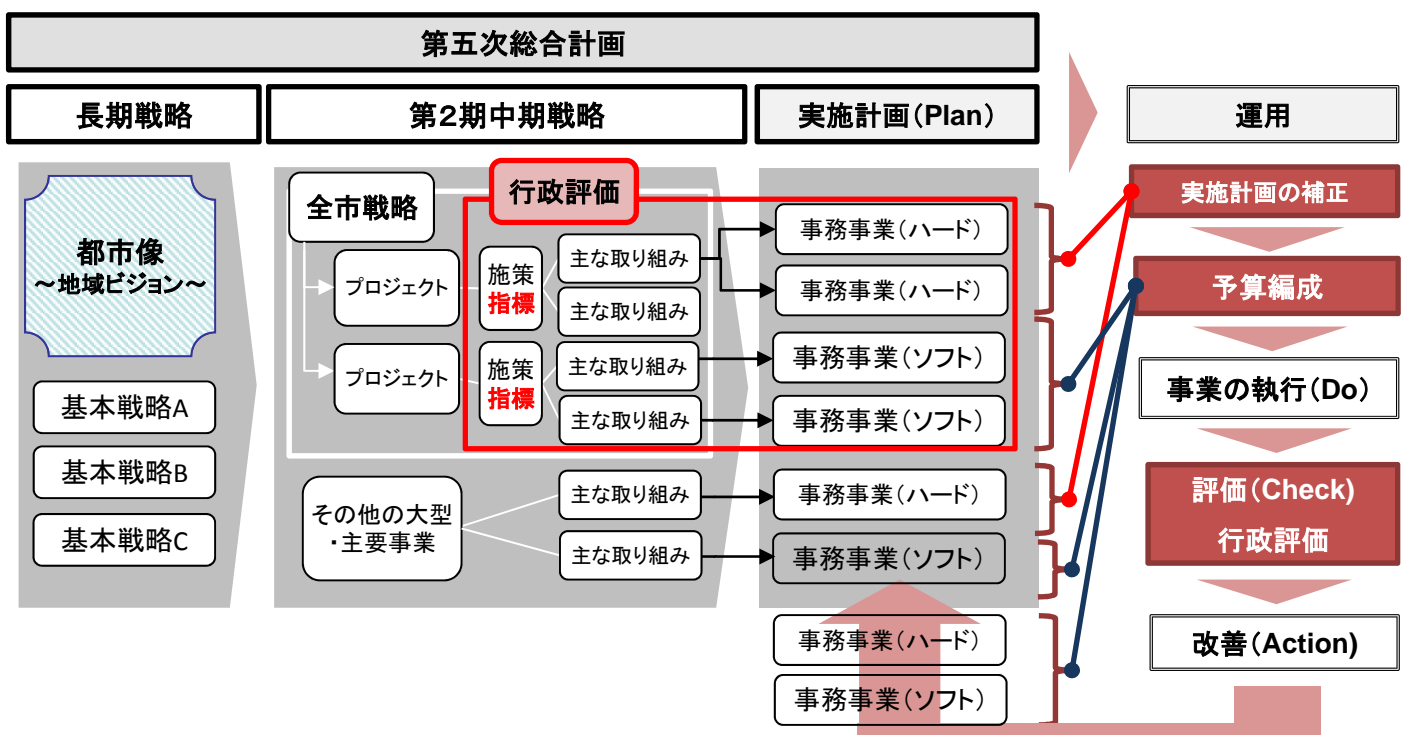 第五次総合計画
長期戦略
第2期中期戦略
実施計画（Plan）
運用
都市像
～地域ビジョン～
基本戦略A
基本戦略B
基本戦略C
全市戦略
行政評価
プロジェクト
施策
指標
主な取り組み
主な取り組み
プロジェクト
施策
指標
主な取り組み
主な取り組み
その他の大型
・主要事業
主な取り組み
主な取り組み
事務事業（ハード）
事務事業（ハード）
事務事業（ソフト）
事務事業（ソフト）
事務事業（ハード）
事務事業（ソフト）
事務事業（ハード）
事務事業（ソフト）
実施計画の補正
予算編成
事業の執行（Do）
評価（Check)
行政評価
改善（Action)